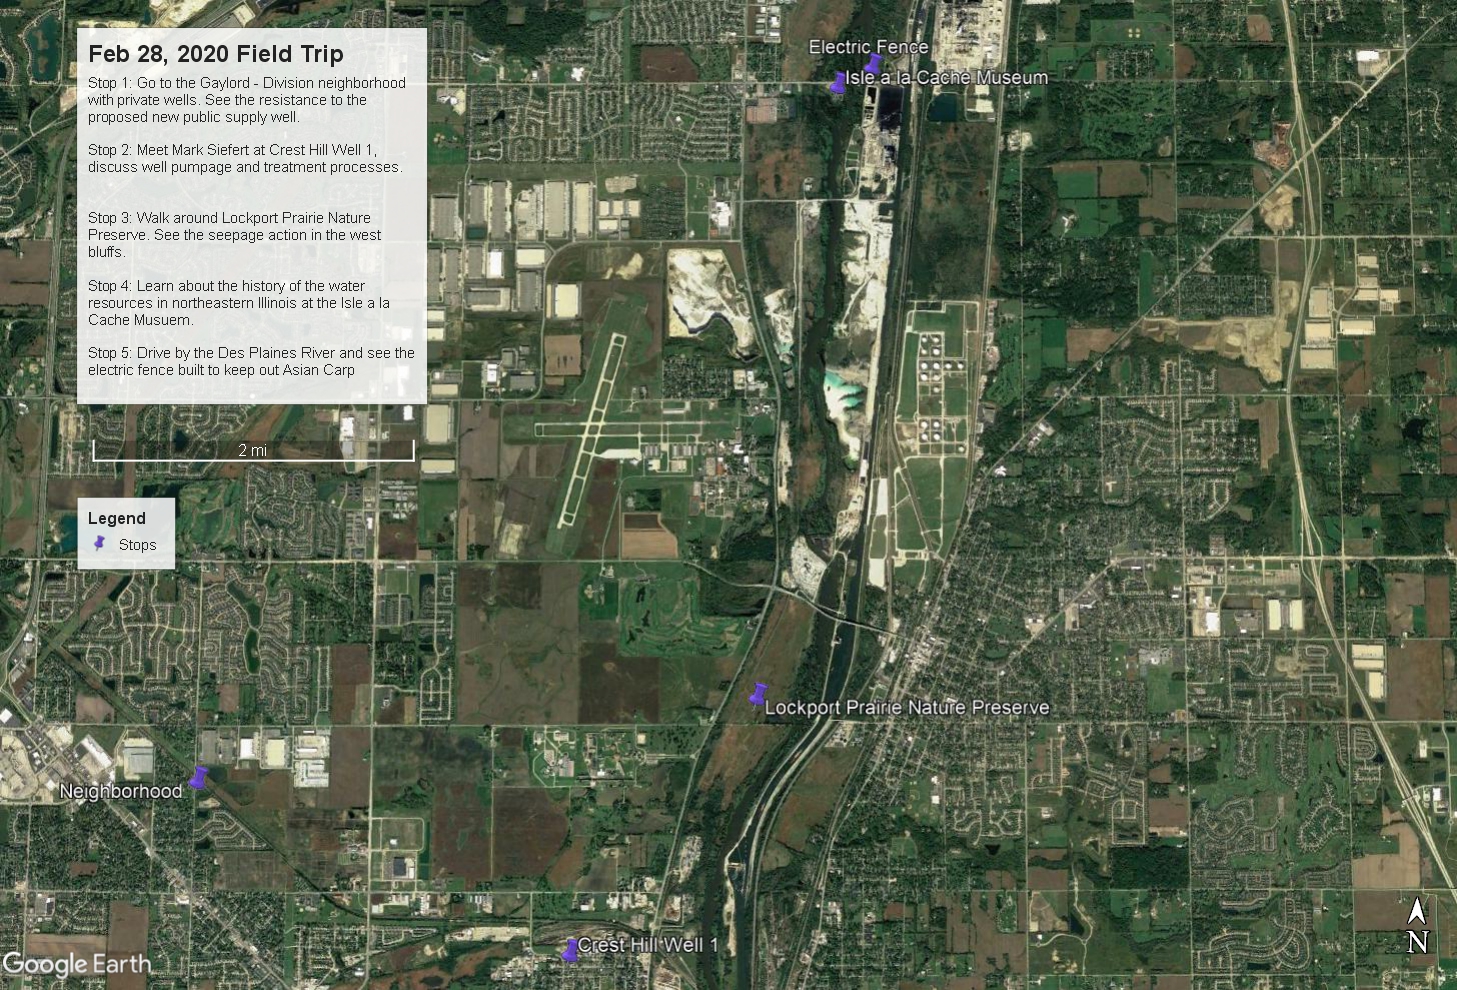 Feb 28, 2020 Field Trip
Stop 1: Go to the Gaylord - Division neighborhood
with private wells. See the resistance to the
proposed new public supply well.
Stop 2: Meet Mark Siefert at Crest Hill Well 1,
discuss well pumpage and treatment processes.
Stop 3: Walk around Lockport Prairie Nature
Preserve. See the seepage action in the west
bluffs.
Stop 4: Learn about the history of the water
resources in northeastern Illinois at the Isle a la
Cache Musuem.
Stop 5: Drive by the Des Plaines River and see the
electric fence built to keep out Asian Carp
2 mi
Legend
Stops
Electric Fence
Isle a la Cache Museum
Lockport Prairie Nature Preserve
Neighborhood
Crest Hill Well 1
N
Google Earth